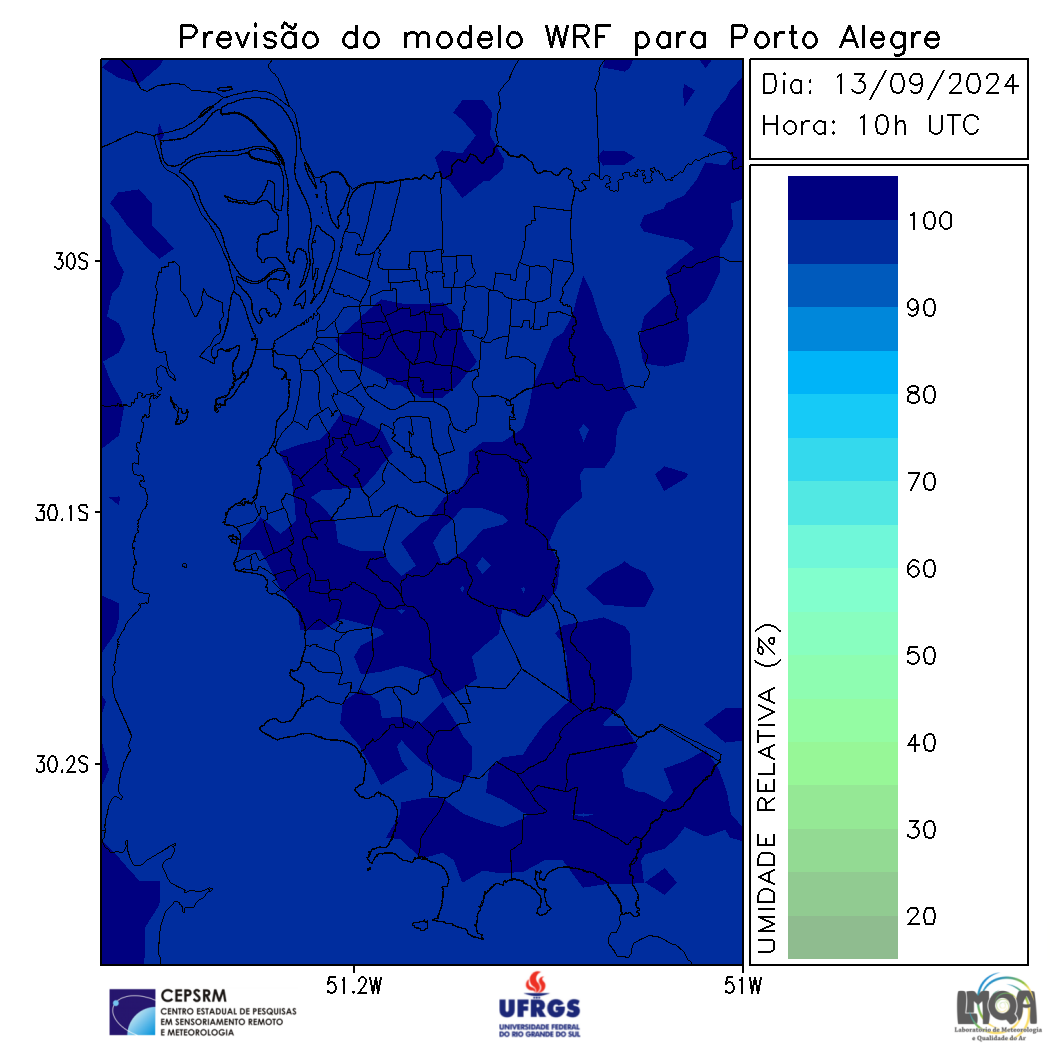 Previsão do modelo WRF para Porto Alegre
Dia: 13/09/2024
Hora: 10h UTC
30S
30.1S
30.2S
51.2W
51W
UMIDADE RELATIVA (%)
100
90
80
70
60
50
40
30
20
CEPSRM
CENTRO ESTADUAL DE PESQUISAS
EM SENSORIAMENTO REMOTO
E METEOROLOGIA
UFRGS
UNIVERSIDADE FEDERAL
DO RIO GRANDE DO SUL
LMQA
Laboratório de Meteorologia
e Qualidade do Ar